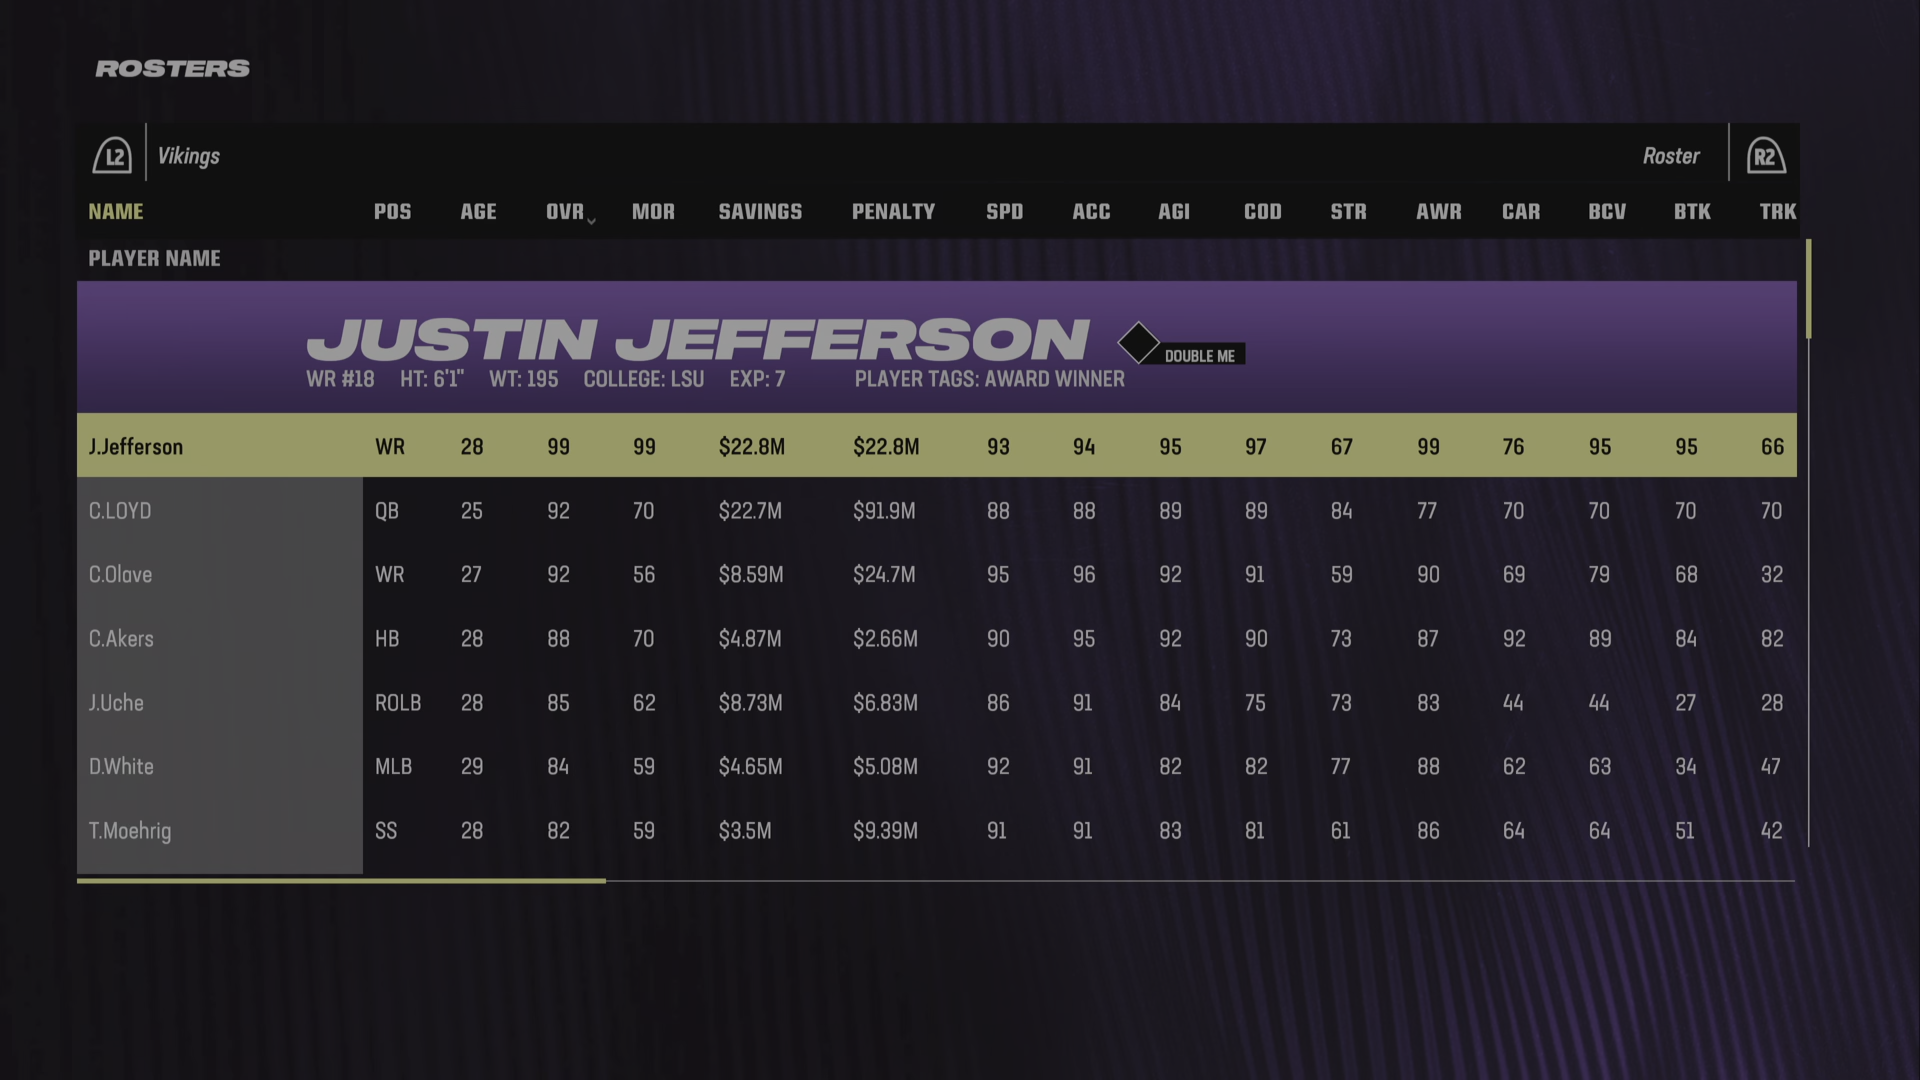 ROSTERS
L2 Vikings Roster R2
NAME POS AGE OVR MOR SAVINGS PENALTY SPD ACC AGI COD STR AWR CAR BCV BTK TRK
PLAYER NAME
JUSTIN JEFFERSON DOUBLE ME
WR #18 HT: 6'1" WT: 195 COLLEGE: LSU EXP: 7 PLAYER TAGS: AWARD WINNER
J.Jefferson WR 28 99 99 $22.8M $22.8M 93 94 95 97 67 99 76 95 95 66
C.LOYD QB 25 92 70 $22.7M $91.9M 88 88 89 89 84 77 70 70 70 70
C.Olave WR 27 92 56 $8.59M $24.7M 95 96 92 91 59 90 69 79 68 32
C.Akers HB 28 88 70 $4.87M $2.66M 90 95 92 90 73 87 92 89 84 82
J.Uche ROLB 28 85 62 $8.73M $6.83M 86 91 84 75 73 83 44 44 27 28
D.White MLB 29 84 59 $4.65M $5.08M 92 91 82 82 77 88 62 63 34 47
T.Moehrig SS 28 82 59 $3.5M $9.39M 91 91 83 81 61 86 64 64 51 42